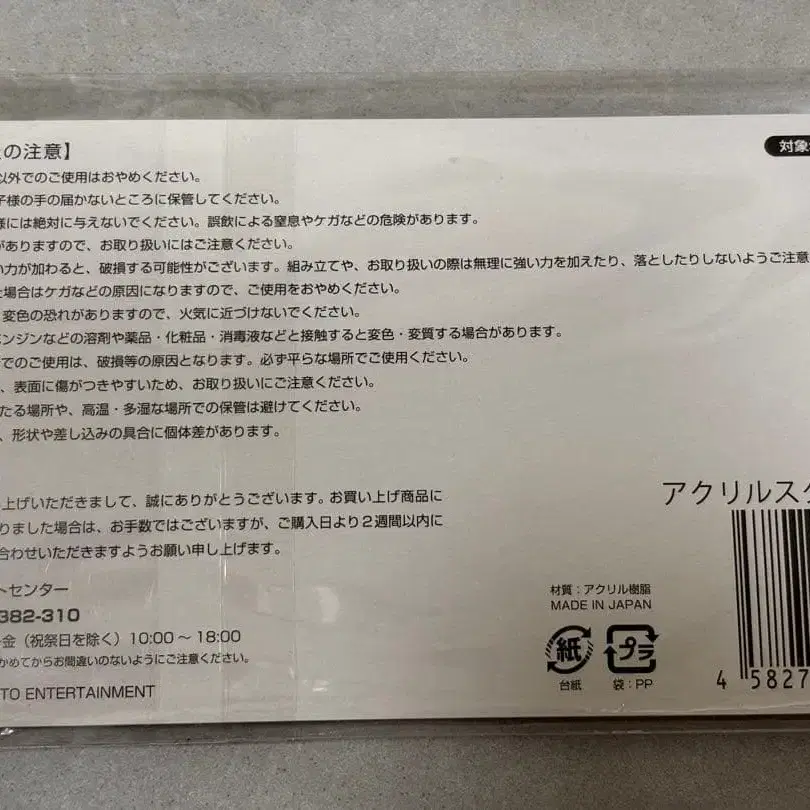 の注意】
対象
以外でのご使用はおやめください。
子様の手の届かないところに保管してください。
様には絶対に与えないでください。誤飲による窒息やケガなどの危険があります。
がありますので、お取り扱いにはご注意ください。
い力が加わると、破損する可能性がございます。組み立てや、お取り扱いの際は無理に強い力を加えたり、落としたりしないようご注意
た場合はケガなどの原因になりますので、ご使用をおやめください。
変色の恐れがありますので、火気に近づけないでください。
ベンジンなどの溶剤や薬品・化粧品・消毒液などと接触すると変色・変質する場合があります。
でのご使用は、破損等の原因となります。必ず平らな場所でご使用ください。
、表面に傷がつきやすいため、お取り扱いにご注意ください。
たる場所や、高温・多湿な場所での保管は避けてください。
、形状や差し込みの具合に個体差があります。
上げいただきまして、誠にありがとうございます。お買い上げ商品に
りました場合は、お手数ではございますが、ご購入日より2週間以内に
合わせいただきますようお願い申し上げます。
アクリルスタ
トセンター
382-310
金（祝祭日を除く）10:00～18:00
かめてからお間違いのないようにご注意ください。
TO ENTERTAINMENT
材質：アクリル樹脂
MADE IN JAPAN
紙 プラ
台紙 袋：PP
4 5827